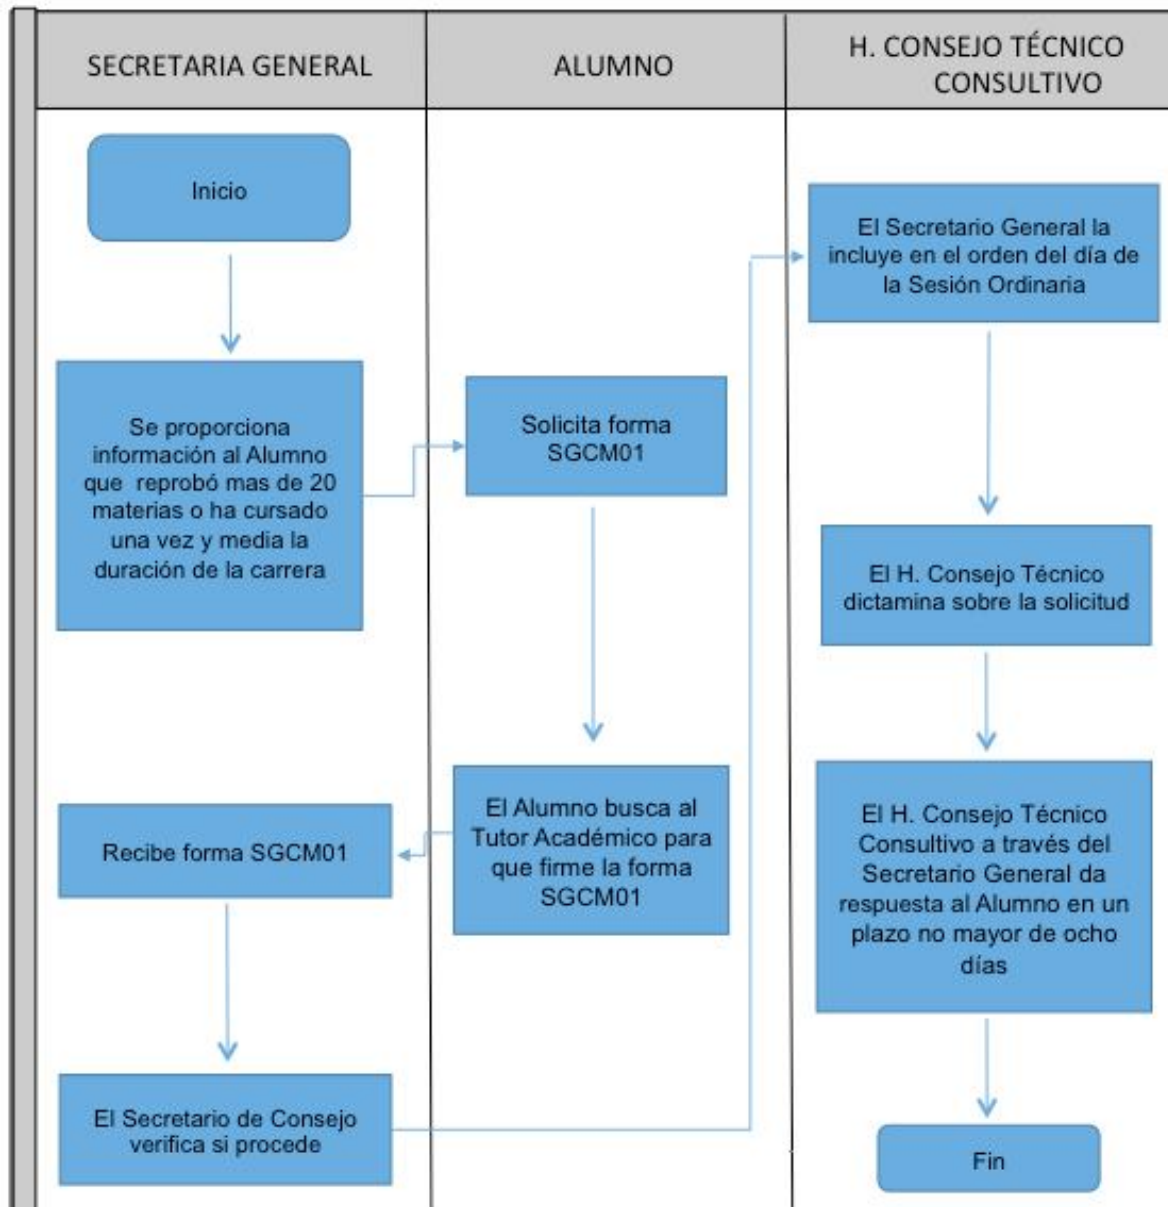 SECRETARIA GENERAL
ALUMNO
H. CONSEJO TÉCNICO
CONSULTIVO
Inicio
Se proporciona
información al Alumno
que reprobó mas de 20
materias o ha cursado
una vez y media la
duración de la carrera
Solicita forma
SGCM01
El Alumno busca al
Tutor Académico para
que firme la forma
SGCM01
Recibe forma SGCM01
El Secretario de Consejo
verifica si procede
El Secretario General la
incluye en el orden del día de
la Sesión Ordinaria
El H. Consejo Técnico
dictamina sobre la solicitud
El H. Consejo Técnico
Consultivo a través del
Secretario General da
respuesta al Alumno en un
plazo no mayor de ocho
días
Fin